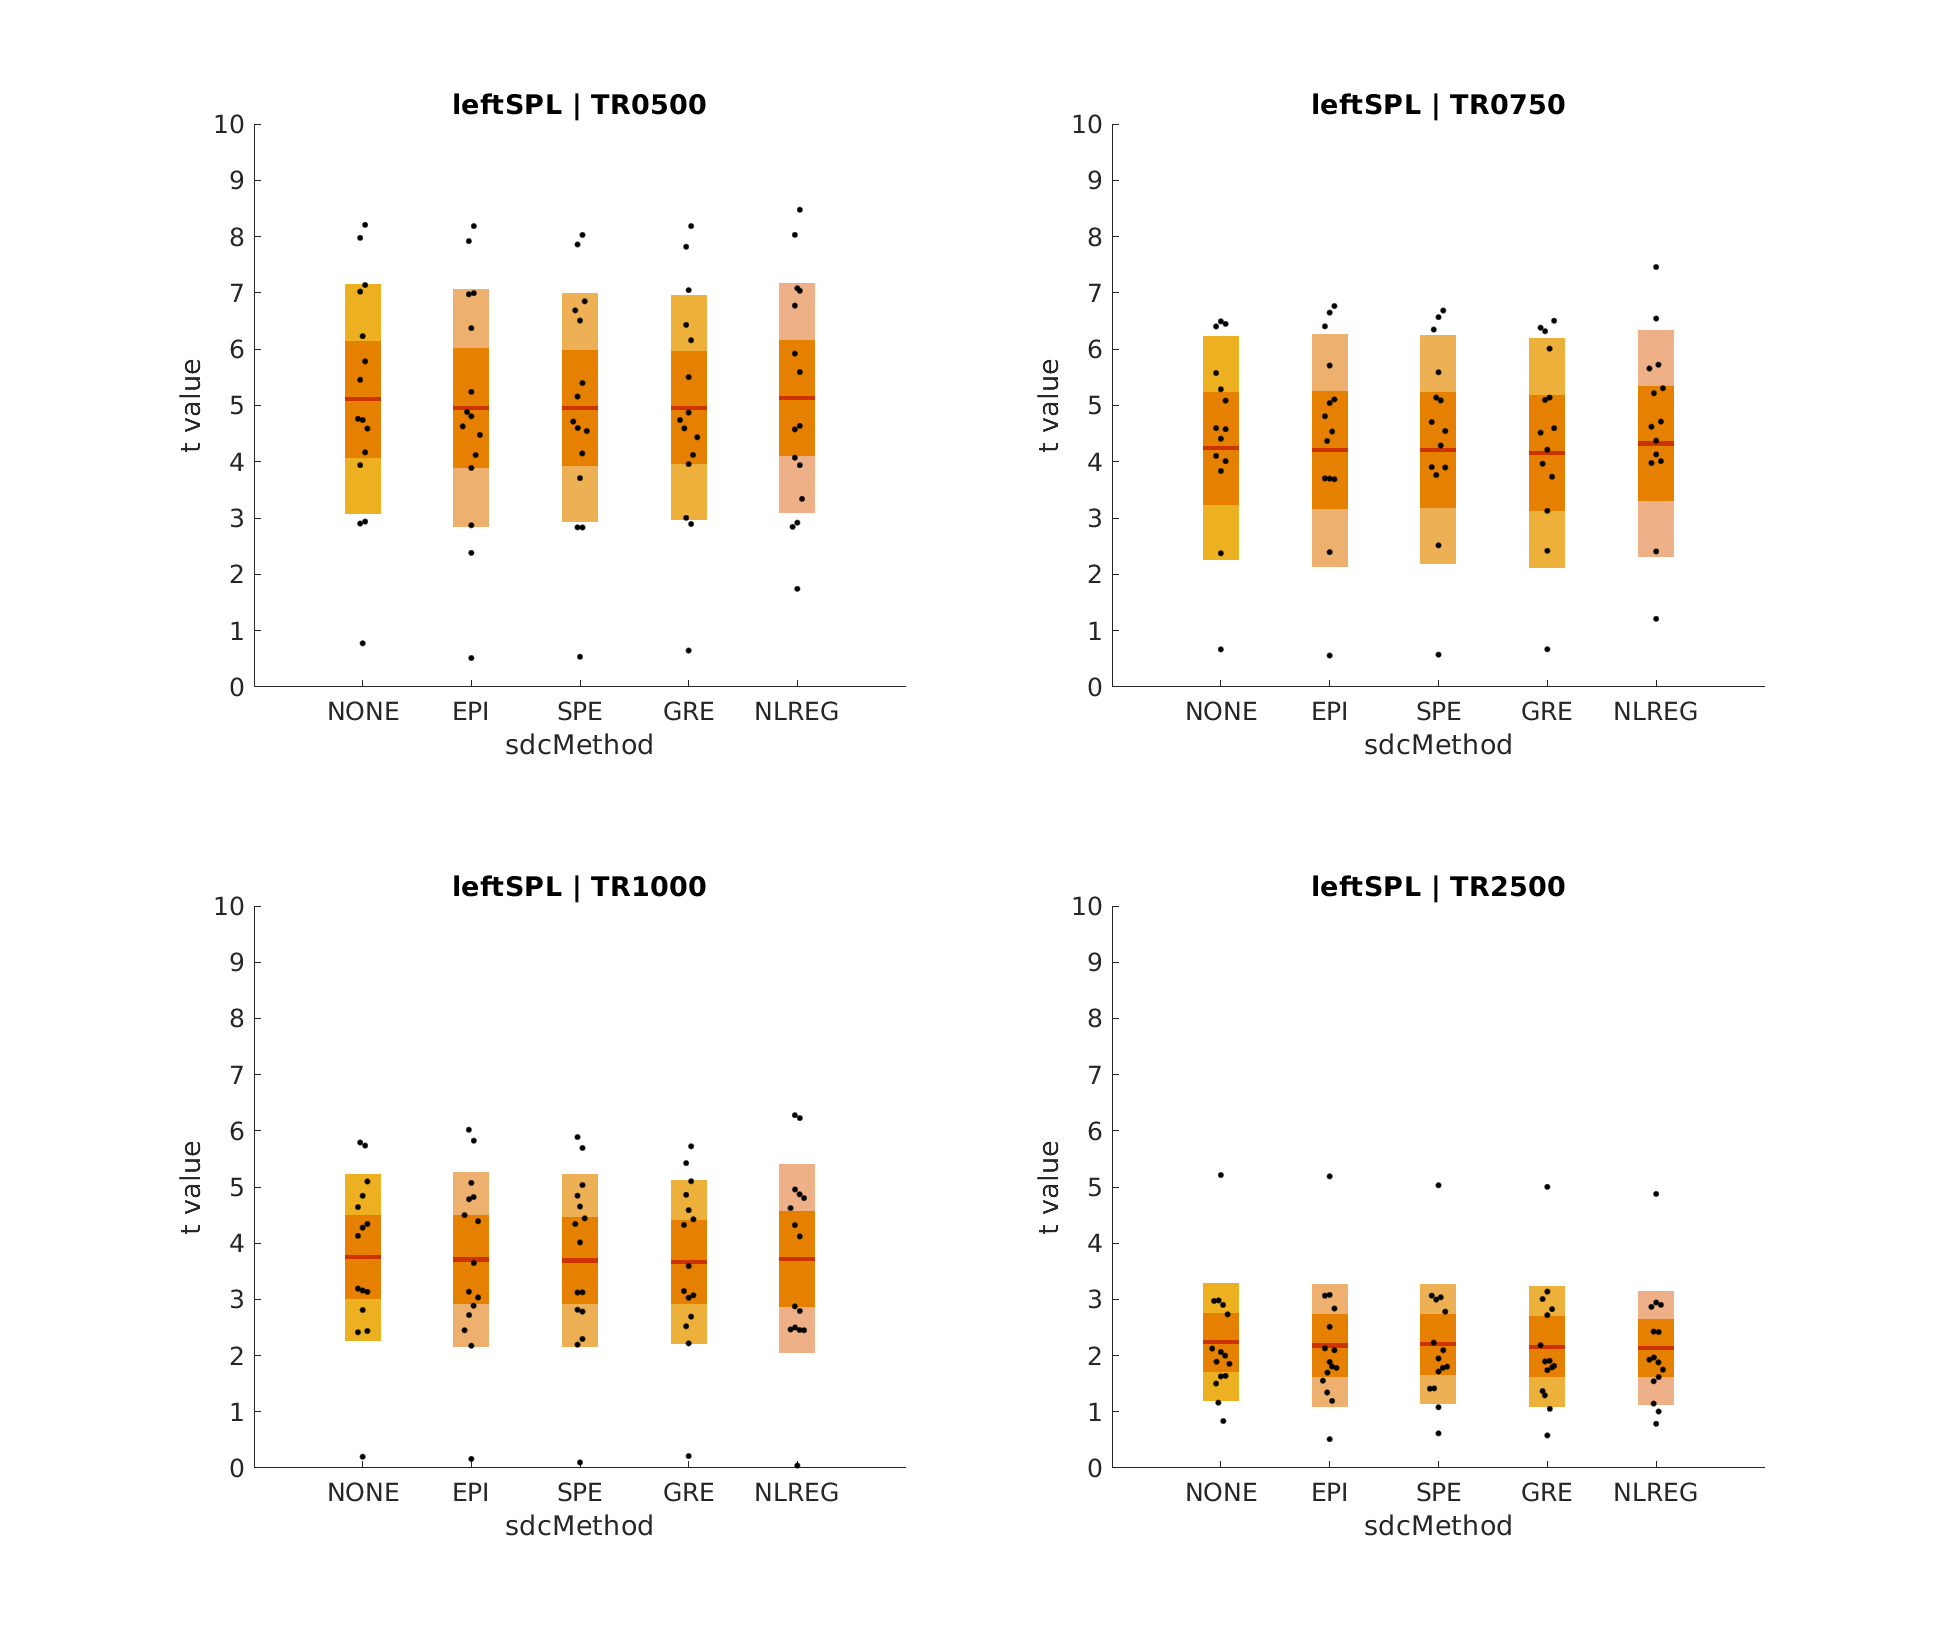 leftSPL | TR0500
10
9
8
7
6
5
4
3
2
1
0
t value
NONE EPI SPE GRE NLREG
sdcMethod
leftSPL | TR0750
10
9
8
7
6
5
4
3
2
1
0
t value
NONE EPI SPE GRE NLREG
sdcMethod
leftSPL | TR1000
10
9
8
7
6
5
4
3
2
1
0
t value
NONE EPI SPE GRE NLREG
sdcMethod
leftSPL | TR2500
10
9
8
7
6
5
4
3
2
1
0
t value
NONE EPI SPE GRE NLREG
sdcMethod